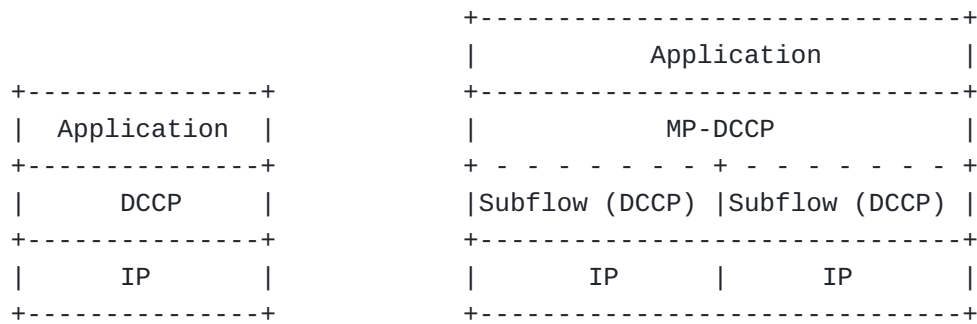 +-------------------------------+
                             |           Application         |
+---------------+            +-------------------------------+
|  Application  |            |            MP-DCCP            |
+---------------+            + - - - - - - - + - - - - - - - +
|      DCCP     |            |Subflow (DCCP) |Subflow (DCCP) |
+---------------+            +-------------------------------+
|      IP       |            |       IP      |      IP       |
+---------------+            +-------------------------------+